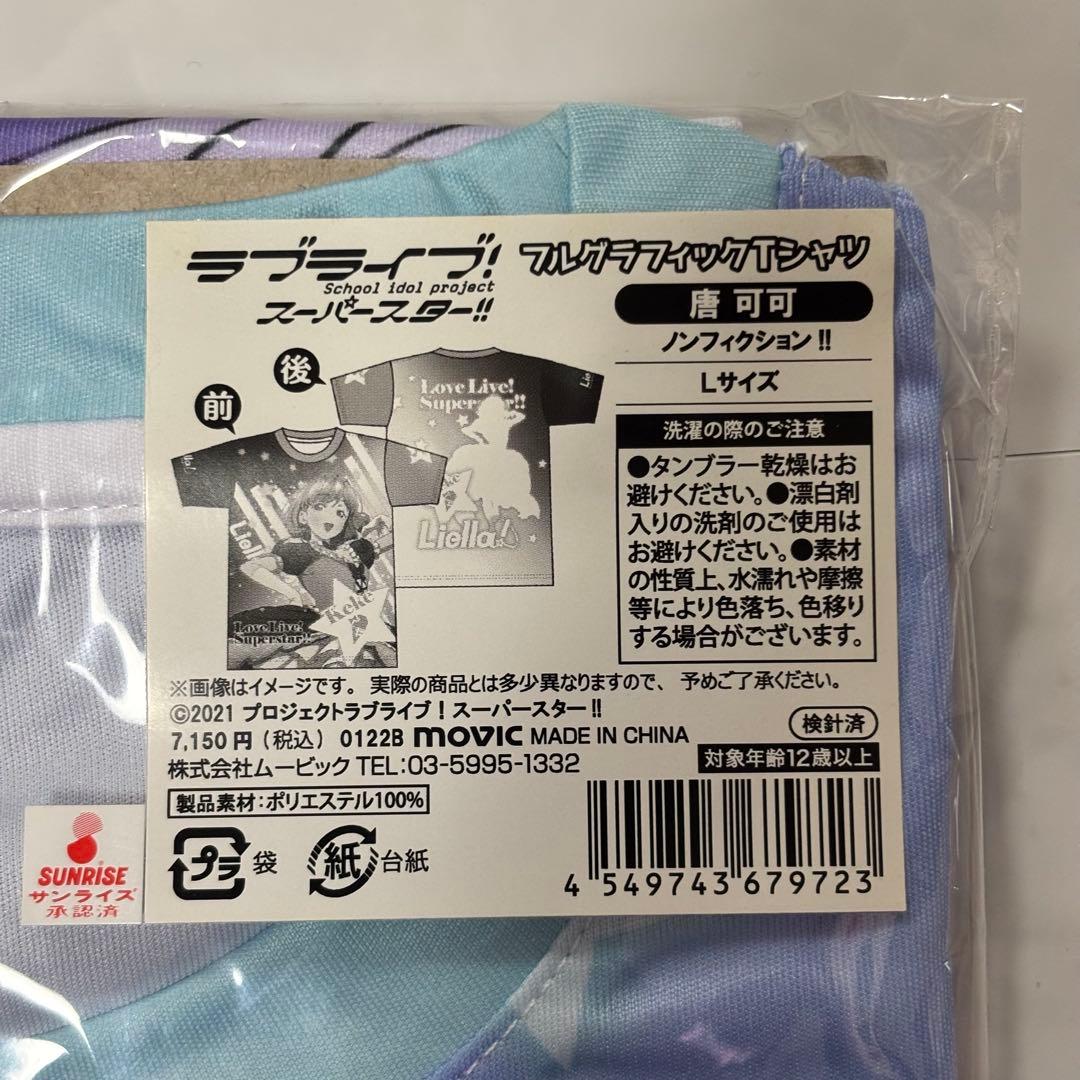 ラブライブ!
School idol project
スーパースター!!
フルグラフィックTシャツ
唐 可可
ノンフィクション!!
Lサイズ
洗濯の際のご注意
●タンブラー乾燥はお
避けください。●漂白剤
入りの洗剤のご使用は
お避けください。●素材
の性質上、水濡れや摩擦
等により色落ち、色移り
する場合がございます。
後
Love Live!
Superstar!!
Lie
Keke
Liella!
前
Liella!
Liella!
Keke
Love Live!
Superstar!!
※画像はイメージです。 実際の商品とは多少異なりますので、 予めご了承ください。
©2021 プロジェクトラブライブ!スーパースター!!
7,150円(税込) 0122B movic MADE IN CHINA
検針済
株式会社ムービック TEL:03-5995-1332
対象年齢12歳以上
製品素材:ポリエステル100%
プラ 袋
紙 台紙
4 549743 679723
SUNRISE
サンライズ
承認済